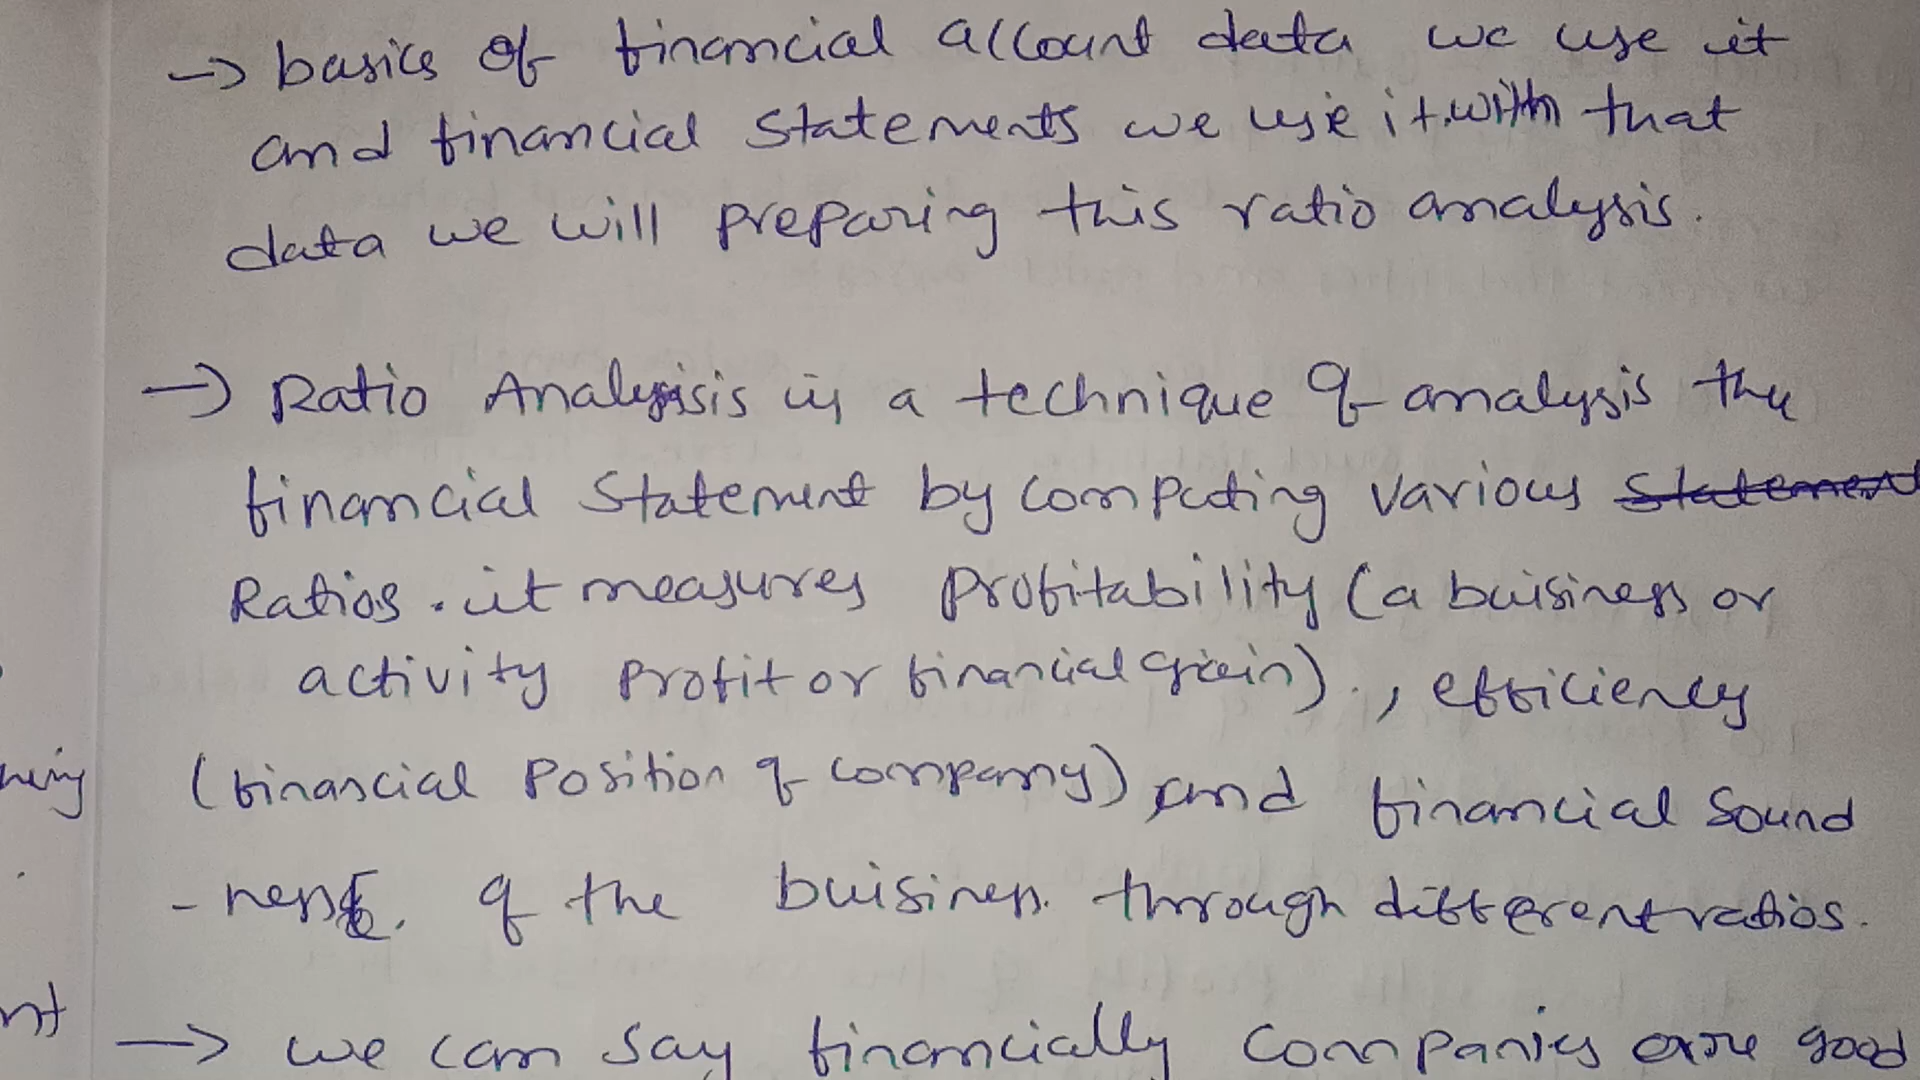 → basics of financial account data we use it
and financial statements we use it with that
data we will preparing this ratio analysis.
→ Ratio Analysis is a technique of analysis the
financial statement by computing various statement
Ratios. it measures profitability (a buisiness or
activity profit or financial gain)., efficiency
(financial position of company) and financial sound
-ness. of the buisiness. through different ratios.
→ we can say financially companies are good